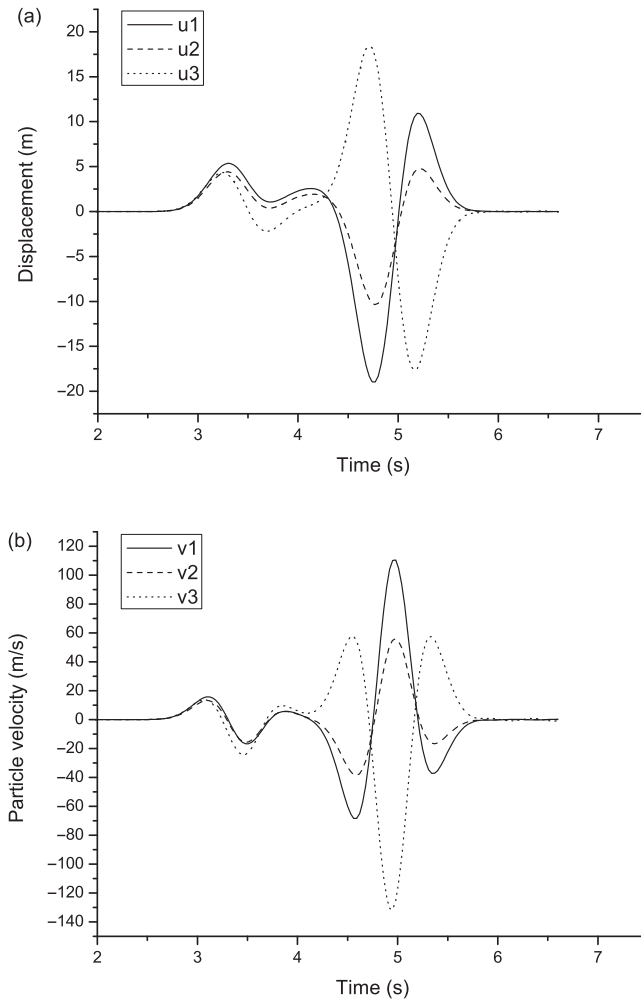 (a)
20
15
10
5
0
−5
−10
−15
−20
Displacement (m)
u1
u2
u3
2 3 4 5 6 7
Time (s)
(b)
120
100
80
60
40
20
0
−20
−40
−60
−80
−100
−120
−140
Particle velocity (m/s)
v1
v2
v3
2 3 4 5 6 7
Time (s)